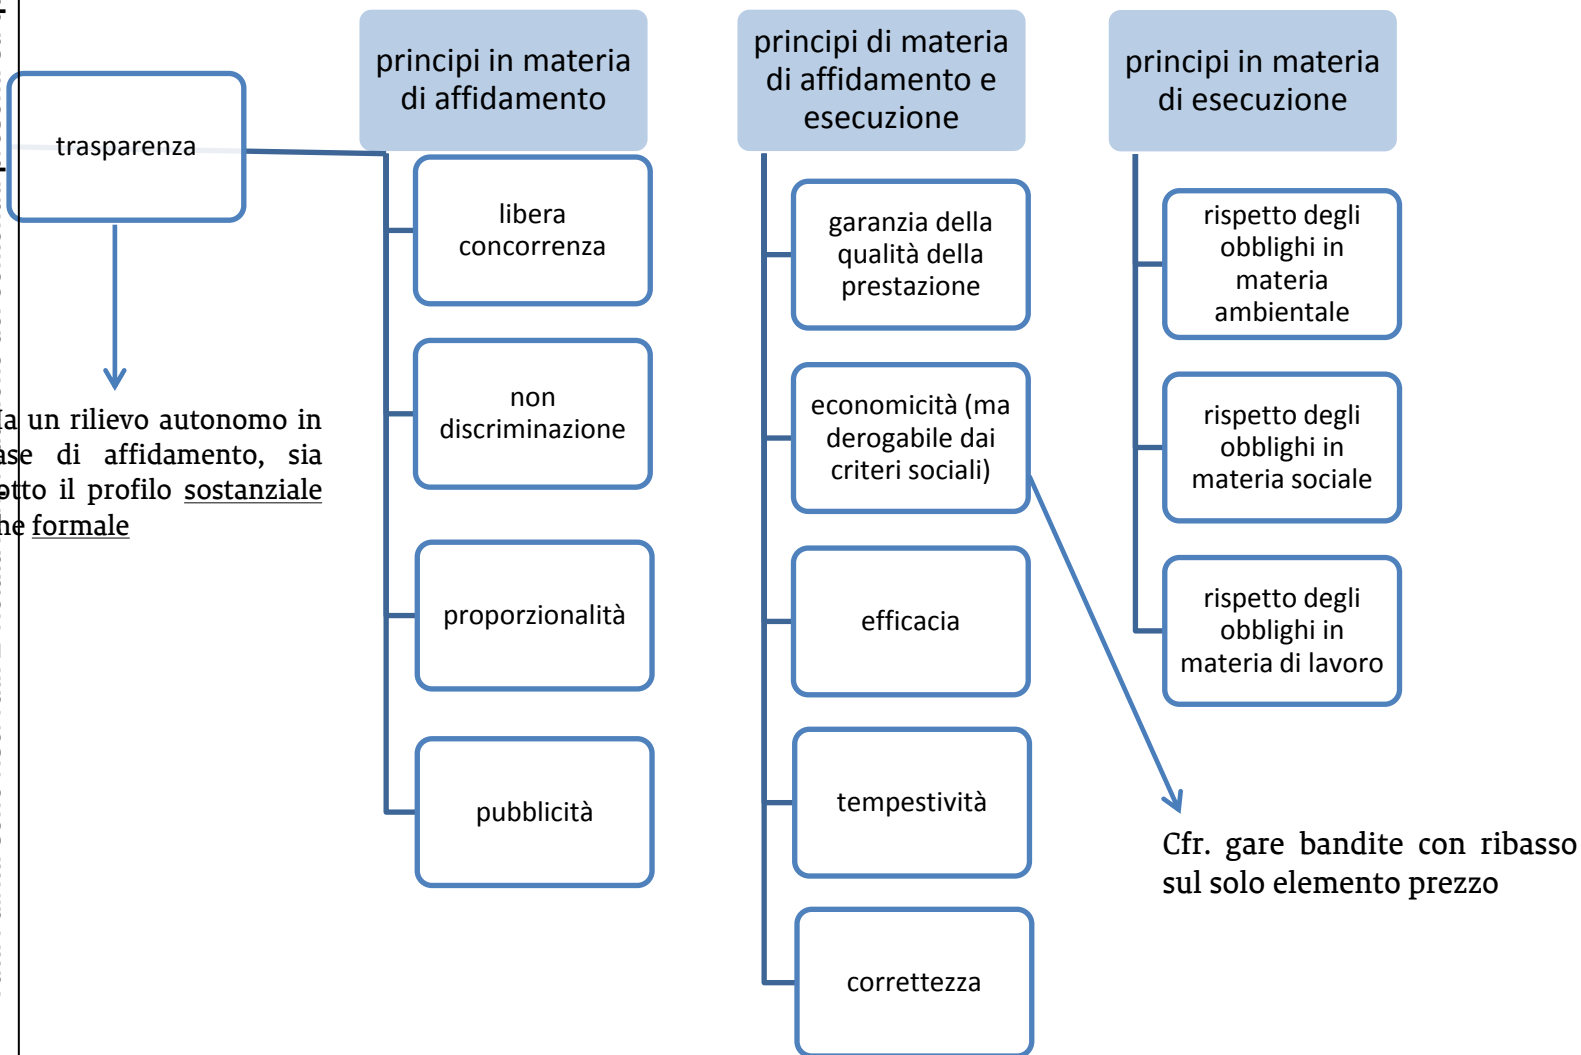 trasparenza
Ha un rilievo autonomo in
fase di affidamento, sia
sotto il profilo sostanziale
che formale
principi in materia
di affidamento
libera
concorrenza
non
discriminazione
proporzionalità
pubblicità
principi di materia
di affidamento e
esecuzione
garanzia della
qualità della
prestazione
economicità (ma
derogabile dai
criteri sociali)
efficacia
tempestività
correttezza
Cfr. gare bandite con ribasso
sul solo elemento prezzo
principi in materia
di esecuzione
rispetto degli
obblighi in
materia
ambientale
rispetto degli
obblighi in
materia sociale
rispetto degli
obblighi in
materia di lavoro